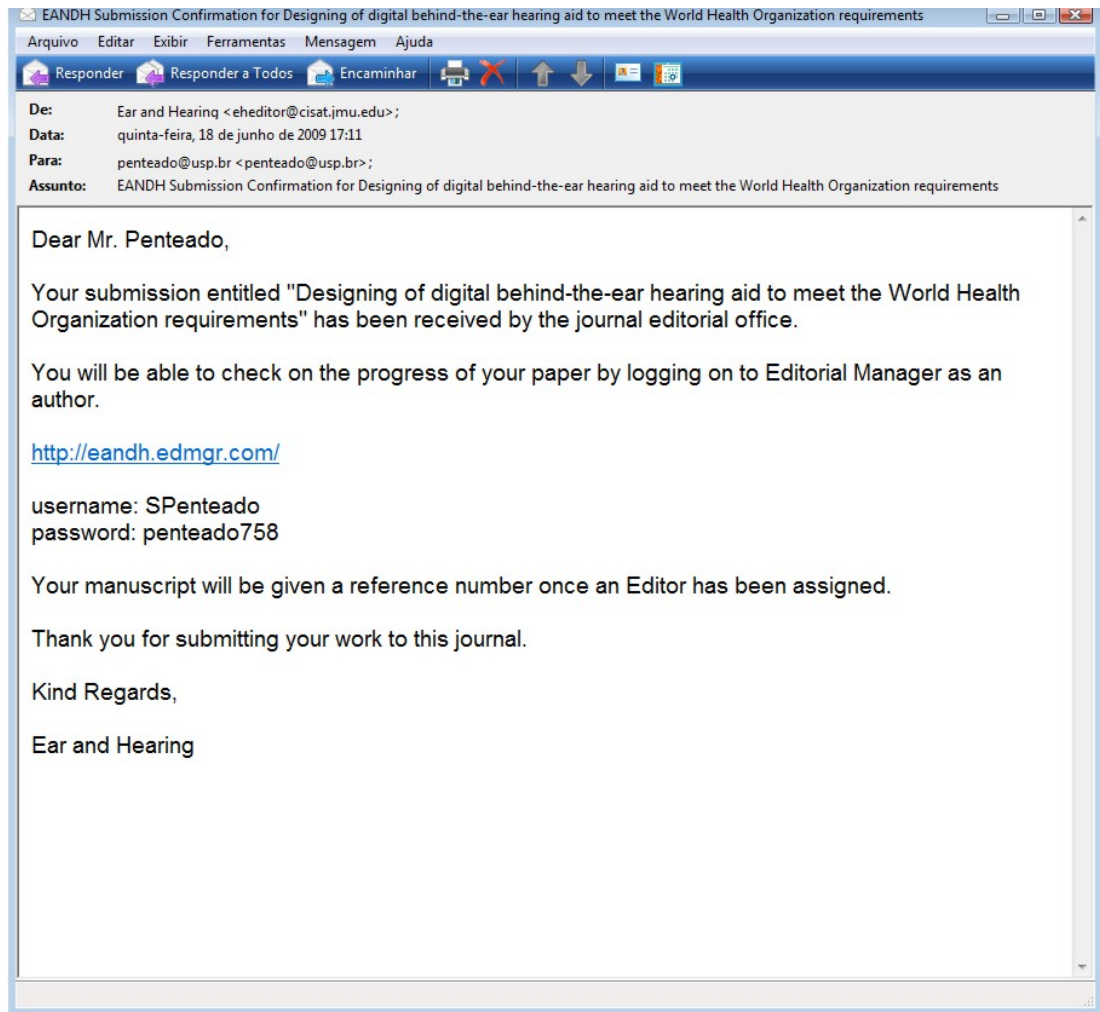 EANDH Submission Confirmation for Designing of digital behind-the-ear hearing aid to meet the World Health Organization requirements
Arquivo Editar Exibir Ferramentas Mensagem Ajuda
Responder Responder a Todos Encaminhar
De: Ear and Hearing <eheditor@cisat.jmu.edu>;
Data: quinta-feira, 18 de junho de 2009 17:11
Para: penteado@usp.br <penteado@usp.br>;
Assunto: EANDH Submission Confirmation for Designing of digital behind-the-ear hearing aid to meet the World Health Organization requirements
Dear Mr. Penteado,
Your submission entitled "Designing of digital behind-the-ear hearing aid to meet the World Health
Organization requirements" has been received by the journal editorial office.
You will be able to check on the progress of your paper by logging on to Editorial Manager as an
author.
http://eandh.edmgr.com/
username: SPenteado
password: penteado758
Your manuscript will be given a reference number once an Editor has been assigned.
Thank you for submitting your work to this journal.
Kind Regards,
Ear and Hearing